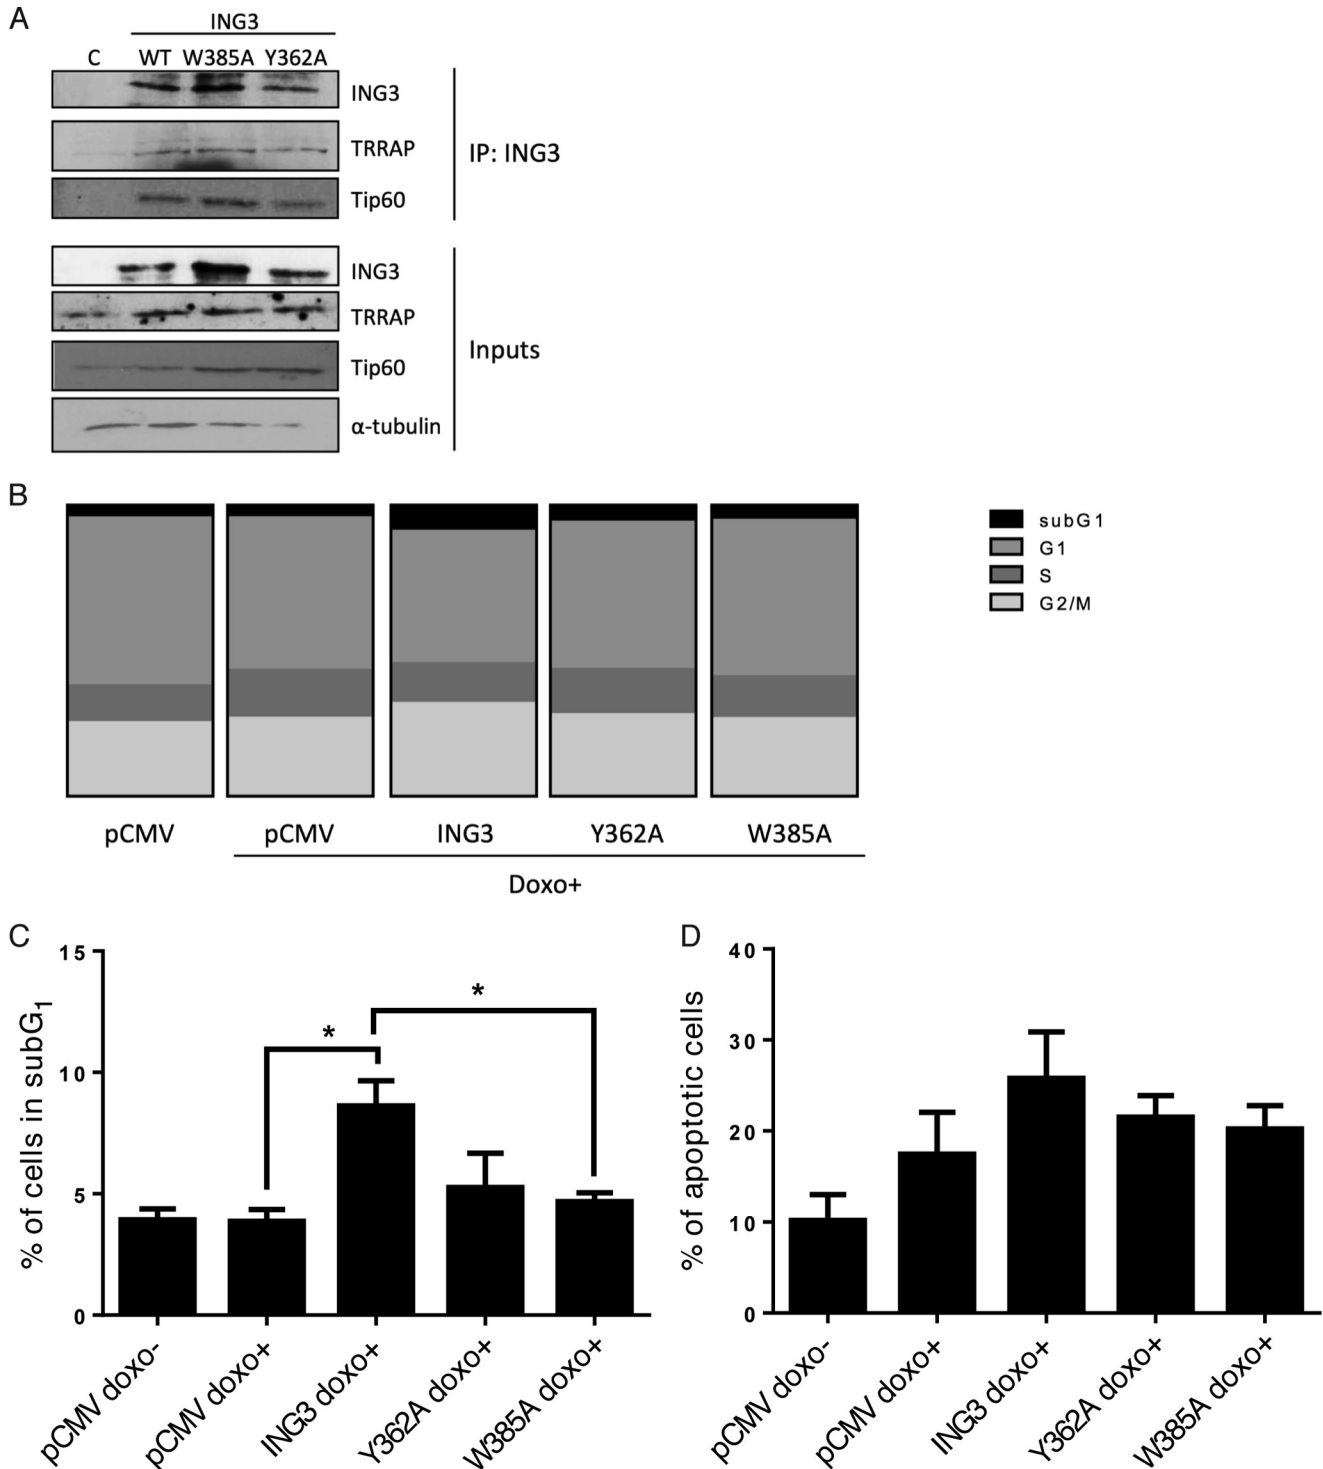 A
ING3
C WT W385A Y362A
ING3
TRRAP
Tip60
IP: ING3
ING3
TRRAP
Tip60
α-tubulin
Inputs
B
subG1
G1
S
G2/M
pCMV pCMV ING3 Y362A W385A
Doxo+
C
% of cells in subG1
15
10
5
0
* *
pCMV doxo-
pCMV doxo+
ING3 doxo+
Y362A doxo+
W385A doxo+
D
% of apoptotic cells
40
30
20
10
0
pCMV doxo-
pCMV doxo+
ING3 doxo+
Y362A doxo+
W385A doxo+